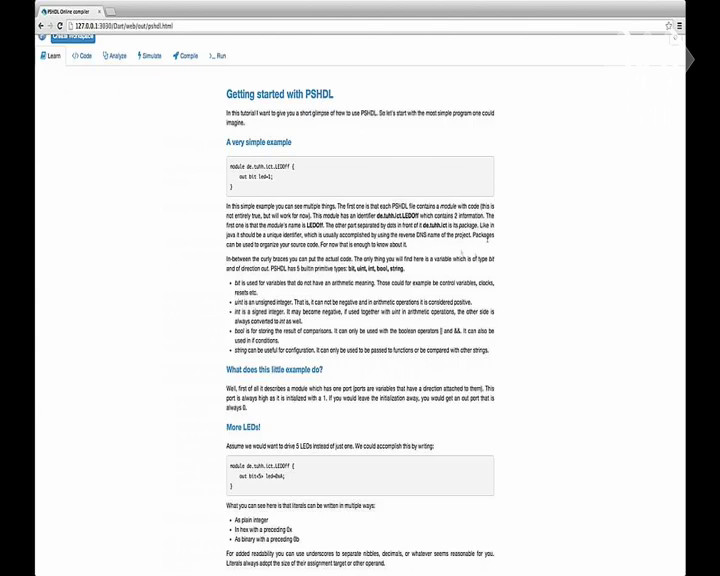 PSHDL Online compiler
127.0.0.1:3030/Dart/web/out/pshdl.html
Create Workspace
Learn Code Analyze Simulate Compile Run
Getting started with PSHDL
In this tutorial I want to give you a short glimpse of how to use PSHDL. So let's start with the most simple program one could
imagine.
A very simple example
module de.tuhh.ict.LEDOff {
out bit led=1;
}
In this simple example you can see multiple things. The first one is that each PSHDL file contains a module with code (this is
not entirely true, but will work for now). This module has an identifier de.tuhh.ict.LEDOff which contains 2 information. The
first one is that the module's name is LEDOff. The other part separated by dots in front of it de.tuhh.ict is its package. Like in
java it should be a unique identifier, which is usually accomplished by using the reverse DNS name of the project. Packages
can be used to organize your source code. For now that is enough to know about it.
In-between the curly braces you can put the actual code. The only thing you will find here is a variable which is of type bit
and of direction out. PSHDL has 5 builtin primitive types: bit, uint, int, bool, string.
bit is used for variables that do not have an arithmetic meaning. Those could for example be control variables, clocks,
resets etc.
uint is an unsigned integer. That is, it can not be negative and in arithmetic operations it is considered positive.
int is a signed integer. It may become negative, if used together with uint in arithmetic operations, the other side is
always converted to int as well.
bool is for storing the result of comparisons. It can only be used with the boolean operators || and &&. It can also be
used in if conditions.
string can be useful for configuration. It can only be used to be passed to functions or be compared with other strings.
What does this little example do?
Well, first of all it describes a module which has one port (ports are variables that have a direction attached to them). This
port is always high as it is initialized with a 1. If you would leave the initialization away, you would get an out port that is
always 0.
More LEDs!
Assume we would want to drive 5 LEDs instead of just one. We could accomplish this by writing:
module de.tuhh.ict.LEDOff {
out bit<5> led=0xA;
}
What you can see here is that literals can be written in multiple ways:
As plain integer
In hex with a preceding 0x
As binary with a preceding 0b
For added readability you can use underscores to separate nibbles, decimals, or whatever seems reasonable for you.
Literals always adopt the size of their assignment target or other operand.